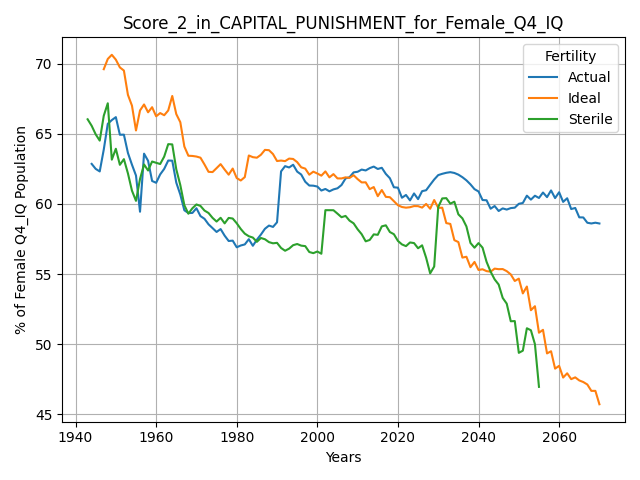 Score_2_in_CAPITAL_PUNISHMENT_for_Female_Q4_IQ
% of Female Q4_IQ Population
70
65
60
55
50
45
Fertility
Actual
Ideal
Sterile
1940 1960 1980 2000 2020 2040 2060
Years